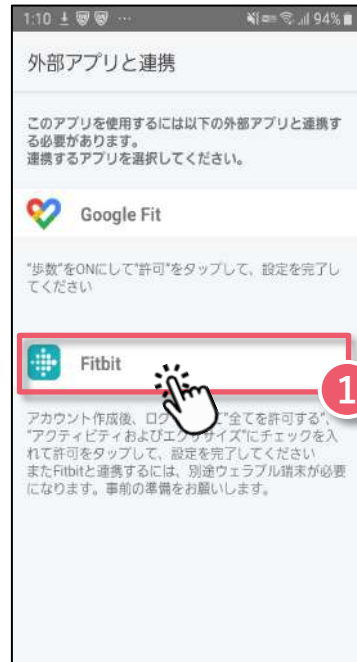 1:10 … 94%
外部アプリと連携
このアプリを使用するには以下の外部アプリと連携す
る必要があります。
連携するアプリを選択してください。
Google Fit
"歩数"をONにして"許可"をタップして、設定を完了し
てください
Fitbit
1
アカウント作成後、ログ で"全てを許可する"、
"アクティビティおよびエクササイズ"にチェックを入
れて許可をタップして、設定を完了してください
またFitbitと連携するには、別途ウェラブル端末が必要
になります。事前の準備をお願いします。